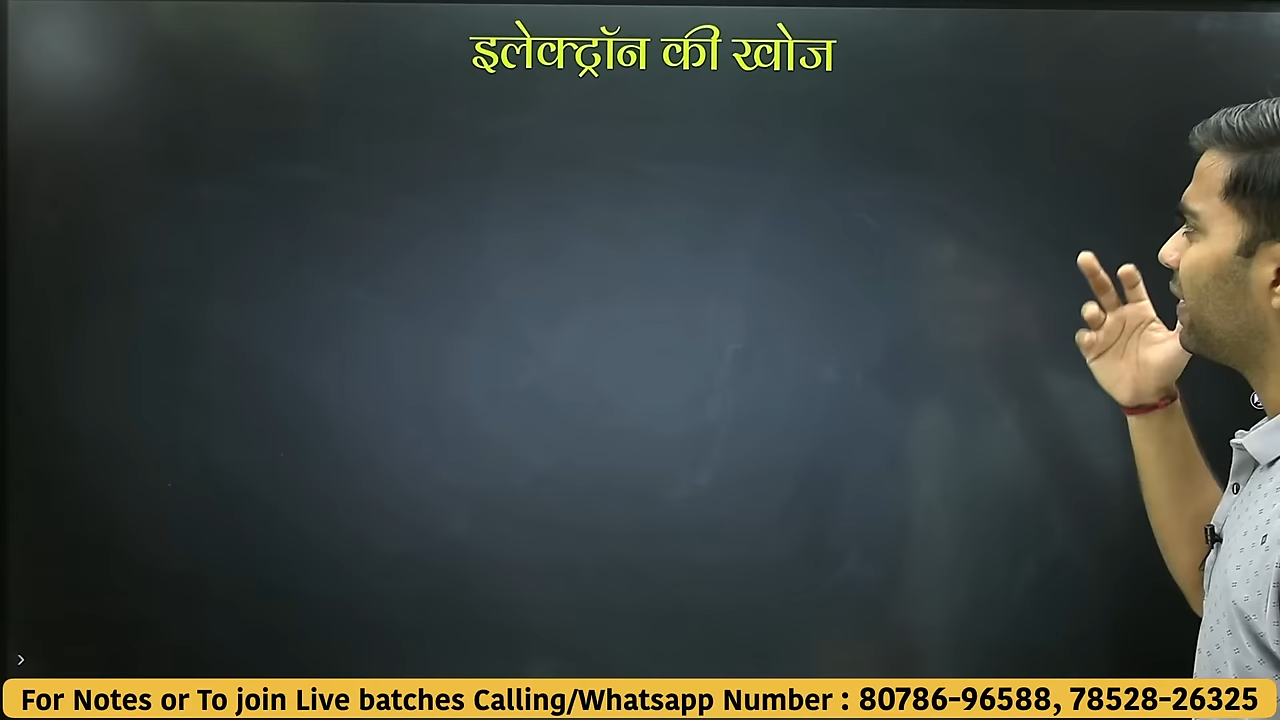 इलेक्ट्रॉन की खोज
For Notes or To join Live batches Calling/Whatsapp Number : 80786-96588, 78528-26325